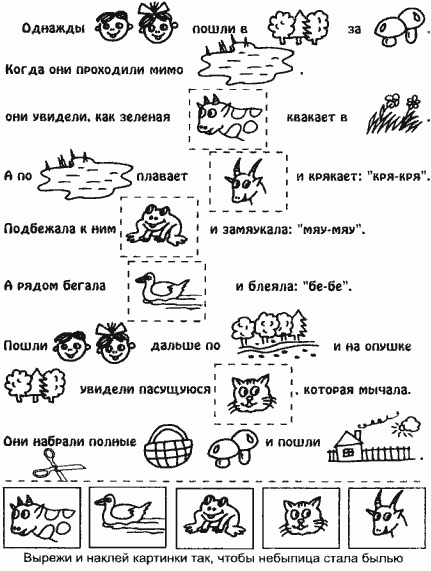 Однажды пошли в за .
Когда они проходили мимо .
они увидели, как зеленая квакает в .
А по плавает и крякает: "кря-кря".
Подбежала к ним и замяукала: "мяу-мяу".
А рядом бегала и блеяла: "бе-бе".
Пошли дальше по и на опушке
увидели пасущуюся , которая мычала.
Они набрали полные и пошли .
Вырежи и наклей картинки так, чтобы небылица стала былью